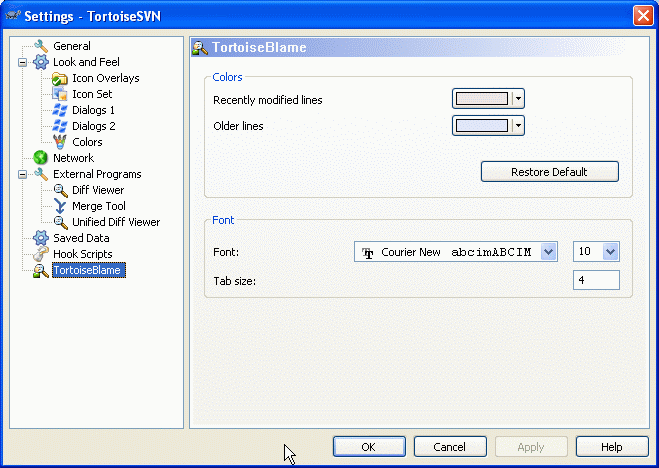 Settings - TortoiseSVN
General
Look and Feel
Icon Overlays
Icon Set
Dialogs 1
Dialogs 2
Colors
Network
External Programs
Diff Viewer
Merge Tool
Unified Diff Viewer
Saved Data
Hook Scripts
TortoiseBlame
TortoiseBlame
Colors
Recently modified lines
Older lines
Restore Default
Font
Font: Courier New abcimABCIM 10
Tab size: 4
OK Cancel Apply Help